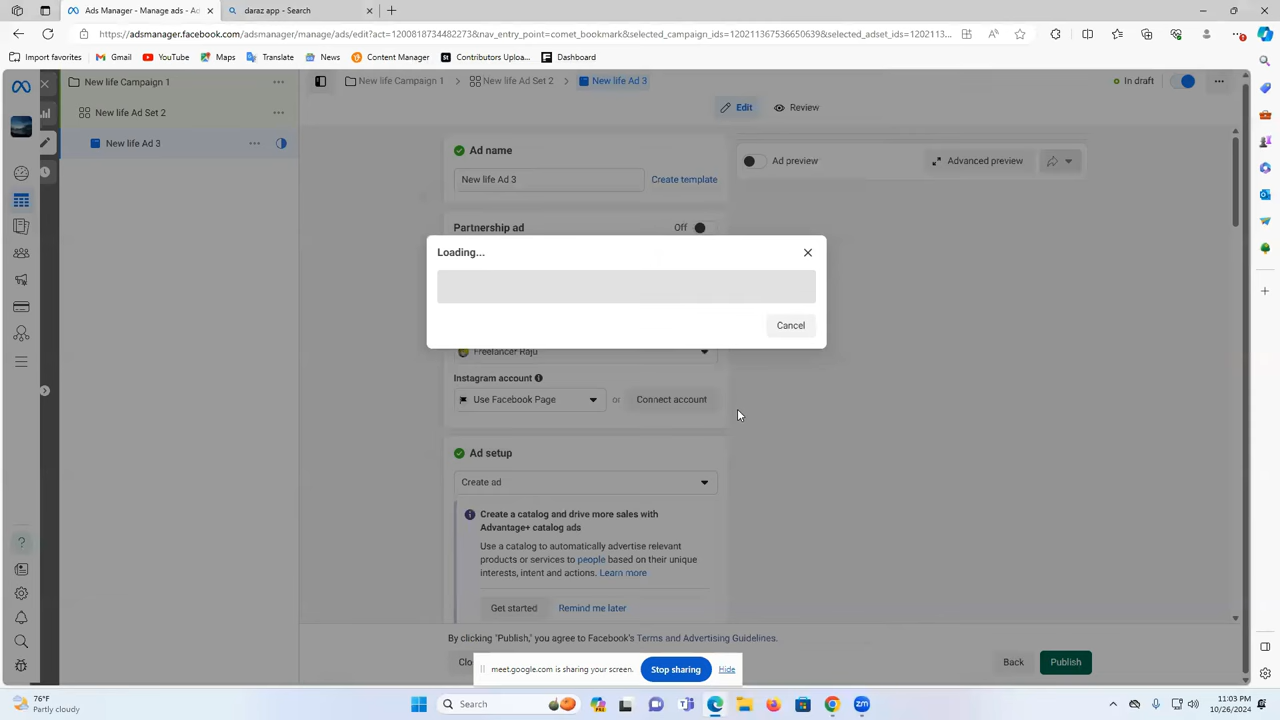 Ads Manager - Manage ads - Ad
daraz app - Search
https://adsmanager.facebook.com/adsmanager/manage/ads/edit?act=1200818734482273&nav_entry_point=comet_bookmark&selected_campaign_ids=120211367536650639&selected_adset_ids=1202113...
Import favorites
Gmail
YouTube
Maps
Translate
News
Content Manager
Contributors Uploa...
Dashboard
New life Campaign 1
New life Campaign 1
New life Ad Set 2
New life Ad 3
In draft
New life Ad Set 2
Edit
Review
New life Ad 3
Ad name
Ad preview
Advanced preview
New life Ad 3
Create template
Partnership ad
Off
Loading...
Cancel
Freelancer Raju
Instagram account
Use Facebook Page
or
Connect account
Ad setup
Create ad
Create a catalog and drive more sales with
Advantage+ catalog ads
Use a catalog to automatically advertise relevant
products or services to people based on their unique
interests, intent and actions. Learn more
Get started
Remind me later
By clicking "Publish," you agree to Facebook's Terms and Advertising Guidelines.
Clo
meet.google.com is sharing your screen.
Stop sharing
Hide
Back
Publish
76°F
Partly cloudly
Search
11:03 PM
10/26/2024